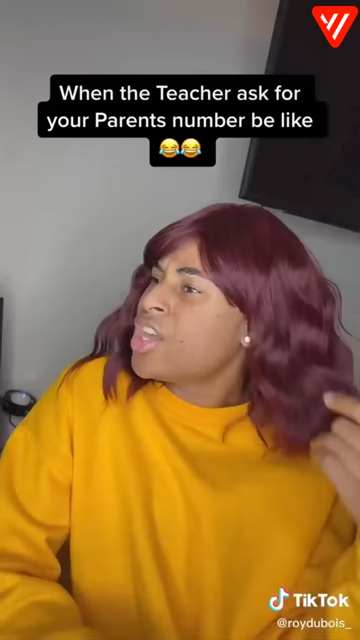 When the Teacher ask for
your Parents number be like
😂😂
TikTok
@roydubois_